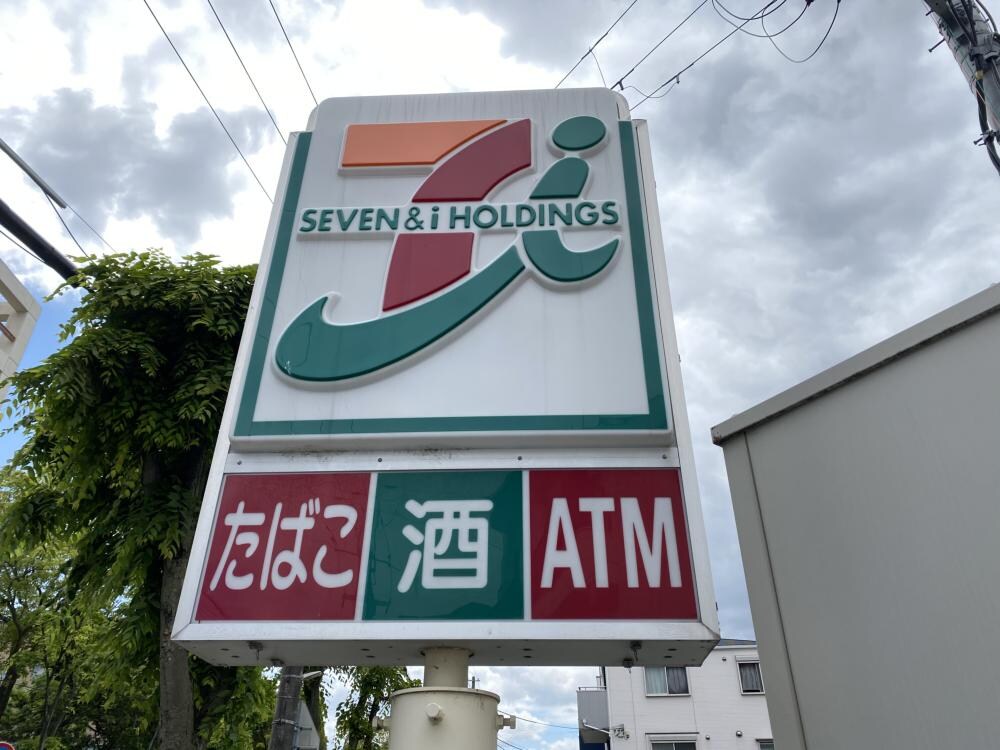 SEVEN & i HOLDINGS
たばこ 酒 ATM